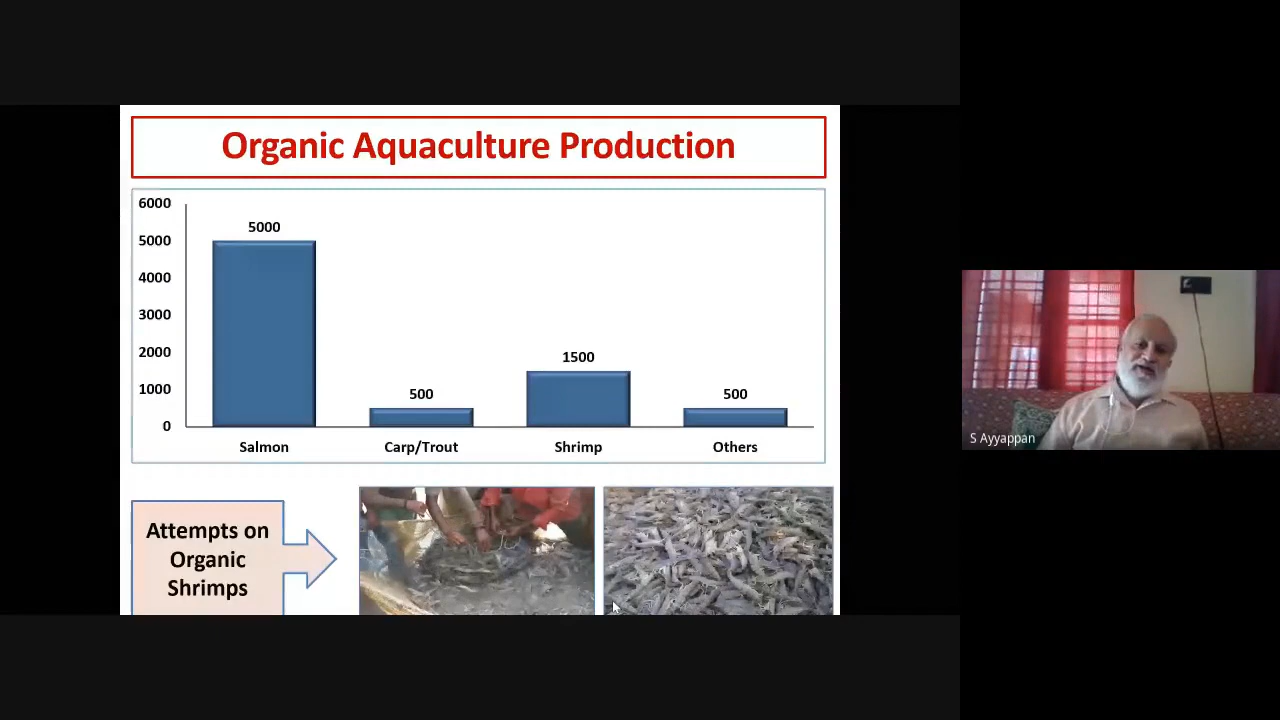 Organic Aquaculture Production
6000
5000
4000
3000
2000
1000
0
5000
500
1500
500
Salmon
Carp/Trout
Shrimp
Others
Attempts on
Organic
Shrimps
S Ayyappan